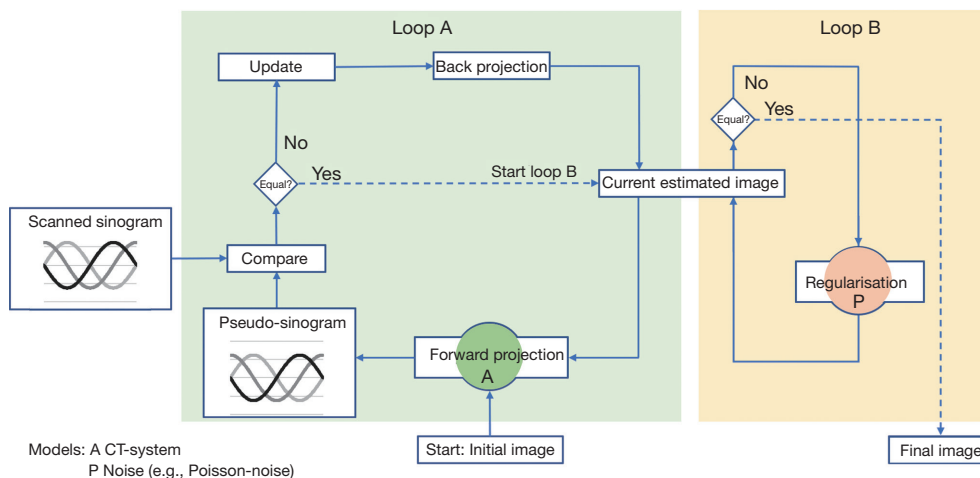 Loop A
Loop B
Update
Back projection
No
Yes
No
Equal?
Equal?
Yes
Start loop B
Current estimated image
Scanned sinogram
Compare
Regularisation
P
Pseudo-sinogram
Forward projection
A
Start: Initial image
Final image
Models: A CT-system
P Noise (e.g., Poisson-noise)